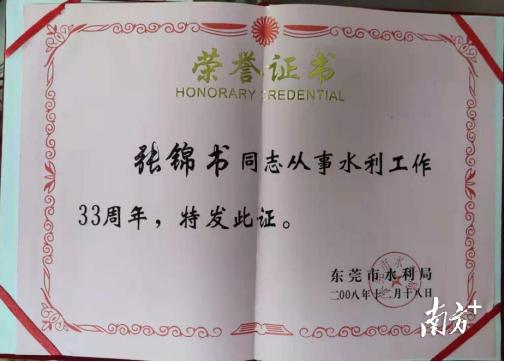 荣誉证书
HONORARY CREDENTIAL
张锦书同志从事水利工作
33周年，特发此证。
东莞市水利局
二00八年十二月十八日
南方+